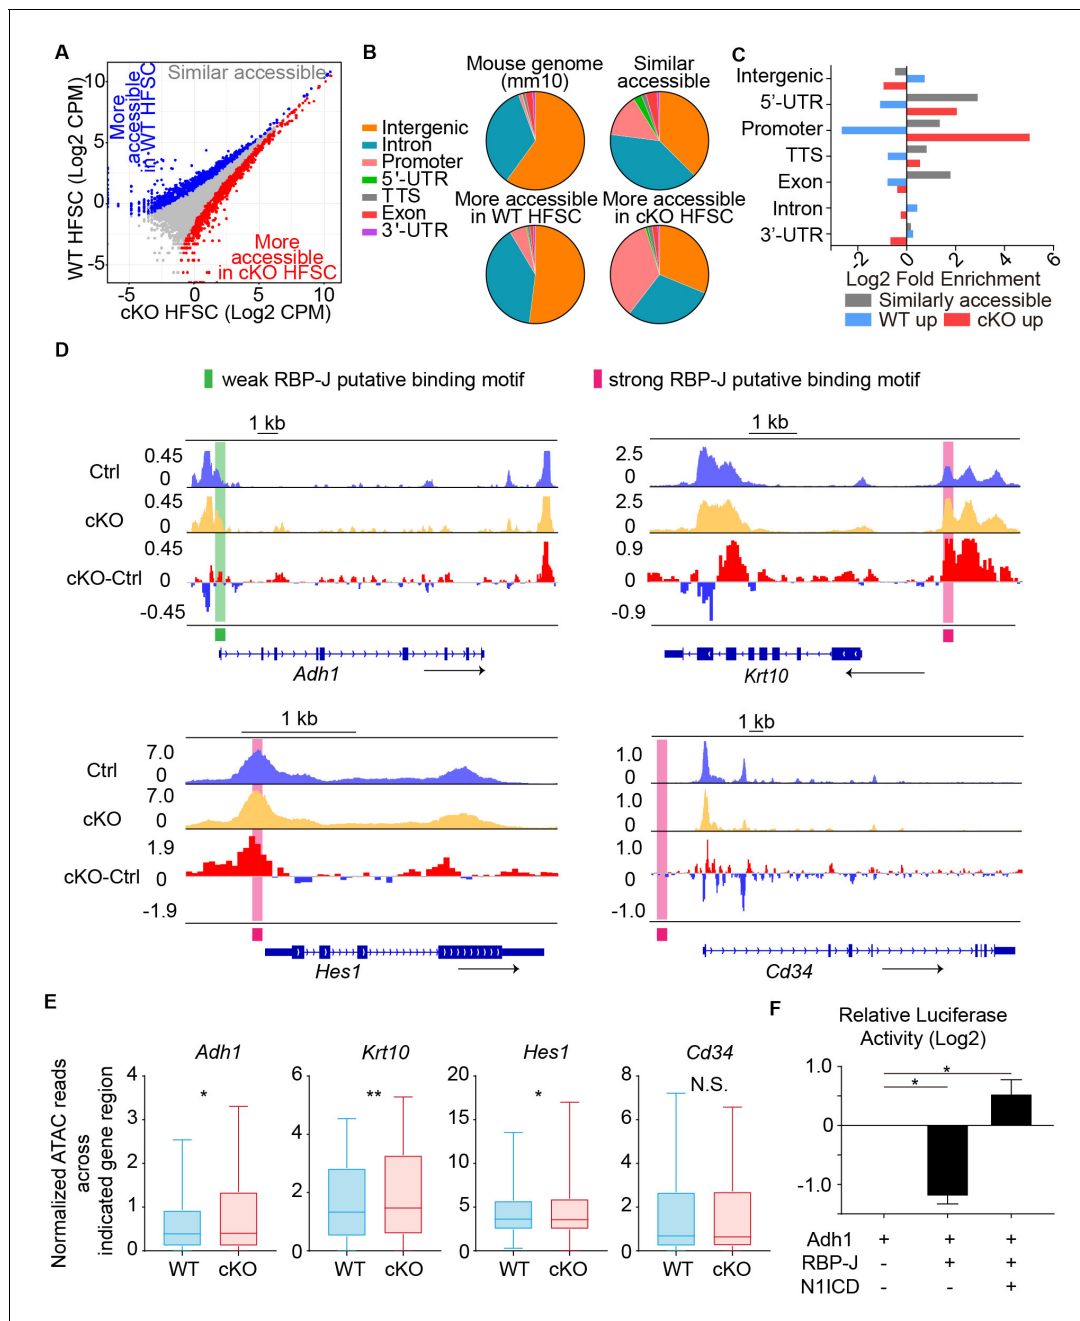 A
WT HFSC (Log2 CPM)
10
5
0
-5
More
accessible
in WT HFSC
Similar accessible
More
accessible
in cKO HFSC
-5
0
5
10
cKO HFSC (Log2 CPM)
B
Mouse genome
(mm10)
Similar
accessible
Intergenic
Intron
Promoter
5'-UTR
TTS
Exon
3'-UTR
More accessible
in WT HFSC
More accessible
in cKO HFSC
C
Intergenic
5'-UTR
Promoter
TTS
Exon
Intron
3'-UTR
-2
0
2
4
6
Log2 Fold Enrichment
Similarly accessible
WT up
cKO up
D
weak RBP-J putative binding motif
strong RBP-J putative binding motif
1 kb
Ctrl
0.45
0
cKO
0.45
0
cKO-Ctrl
0.45
0
-0.45
Adh1
1 kb
2.5
0
2.5
0
0.9
0
-0.9
Krt10
1 kb
Ctrl
7.0
0
cKO
7.0
0
cKO-Ctrl
1.9
0
-1.9
Hes1
1 kb
1.0
0
1.0
0
1.0
0
-1.0
Cd34
E
Normalized ATAC reads
across
indicated gene region
Adh1
4
3
2
1
0
*
WT
cKO
Krt10
6
4
2
0
**
WT
cKO
Hes1
20
15
10
5
0
*
WT
cKO
Cd34
8
6
4
2
0
N.S.
WT
cKO
F
Relative Luciferase
Activity (Log2)
1.0
0
-1.0
*
*
Adh1 + + +
RBP-J - + +
N1ICD - - +